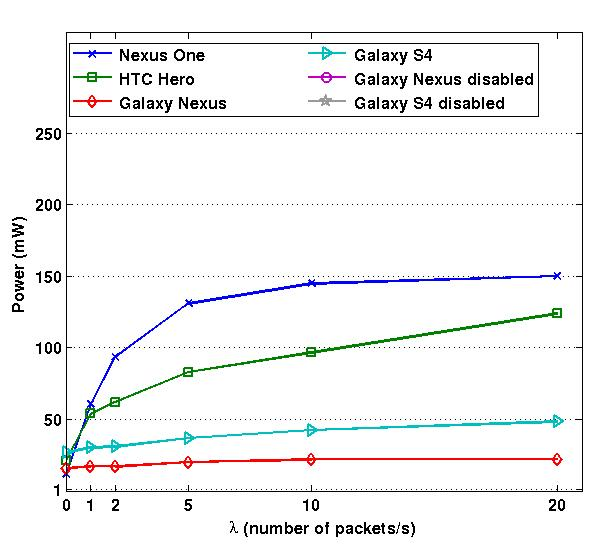 Nexus One
HTC Hero
Galaxy Nexus
Galaxy S4
Galaxy Nexus disabled
Galaxy S4 disabled
Power (mW)
250
200
150
100
50
1
0 1 2 5 10 20
λ (number of packets/s)